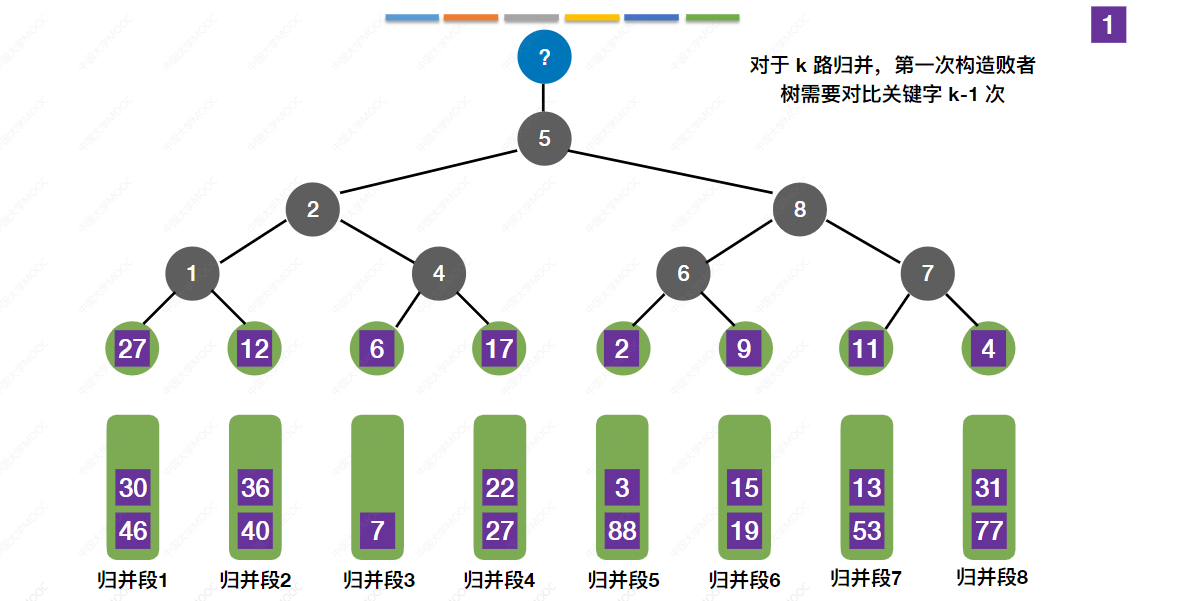 1
?
对于 k 路归并，第一次构造败者
树需要对比关键字 k-1 次
5
2 8
1 4 6 7
27 12 6 17 2 9 11 4
30 36 22 3 15 13 31
46 40 7 27 88 19 53 77
归并段1 归并段2 归并段3 归并段4 归并段5 归并段6 归并段7 归并段8